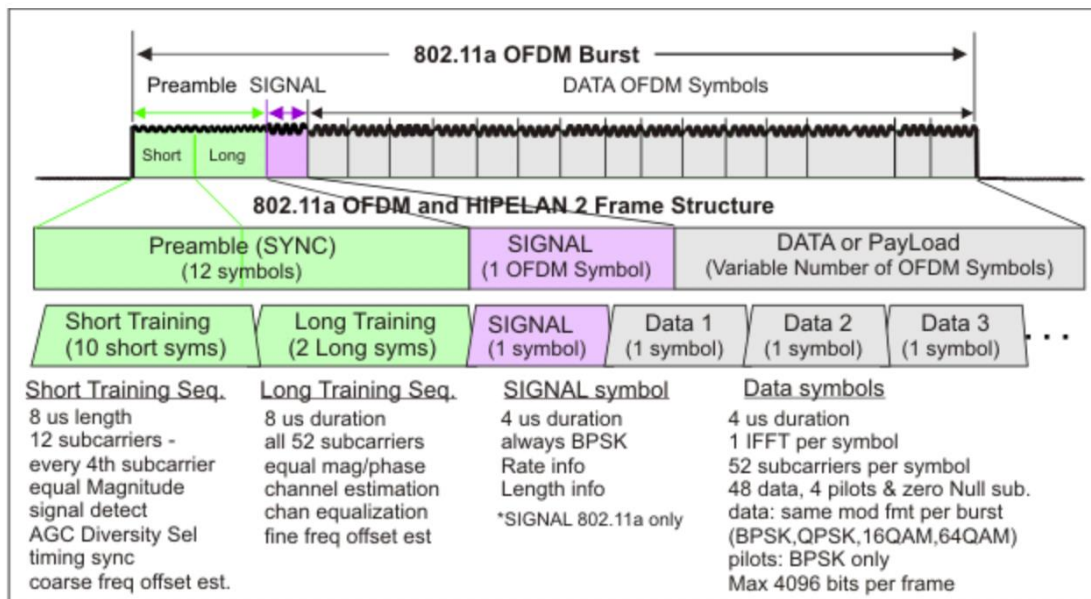 802.11a OFDM Burst
Preamble SIGNAL DATA OFDM Symbols
Short Long
802.11a OFDM and HIPELAN 2 Frame Structure
Preamble (SYNC)
(12 symbols)
SIGNAL
(1 OFDM Symbol)
DATA or PayLoad
(Variable Number of OFDM Symbols)
Short Training
(10 short syms)
Long Training
(2 Long syms)
SIGNAL
(1 symbol)
Data 1
(1 symbol)
Data 2
(1 symbol)
Data 3
(1 symbol)
. . .
Short Training Seq.
8 us length
12 subcarriers -
every 4th subcarrier
equal Magnitude
signal detect
AGC Diversity Sel
timing sync
coarse freq offset est.
Long Training Seq.
8 us duration
all 52 subcarriers
equal mag/phase
channel estimation
chan equalization
fine freq offset est
SIGNAL symbol
4 us duration
always BPSK
Rate info
Length info
*SIGNAL 802.11a only
Data symbols
4 us duration
1 IFFT per symbol
52 subcarriers per symbol
48 data, 4 pilots & zero Null sub.
data: same mod fmt per burst
(BPSK,QPSK,16QAM,64QAM)
pilots: BPSK only
Max 4096 bits per frame